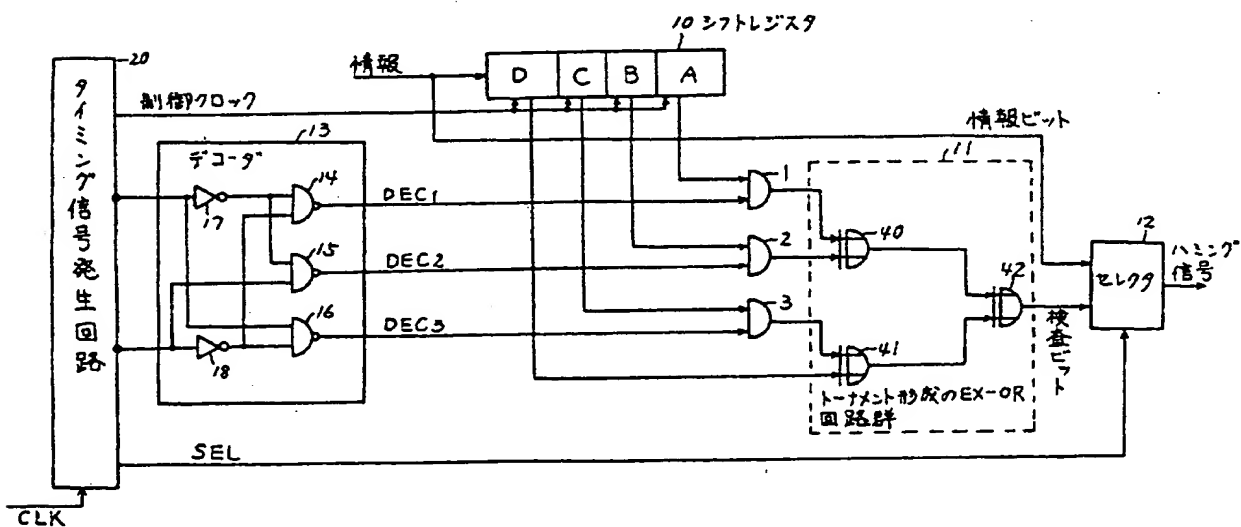 10 シフトレジスタ
20
情報
D C B A
制御クロック
情報ビット
13
デコーダ
11
14
DEC1
1
17
12
15
40
ハミング
信号
DEC2
2
42
セレクタ
16
3
DEC3
18
41
検査ビット
トーナメント形成のEX-OR
回路群
タイミング信号発生回路
SEL
CLK